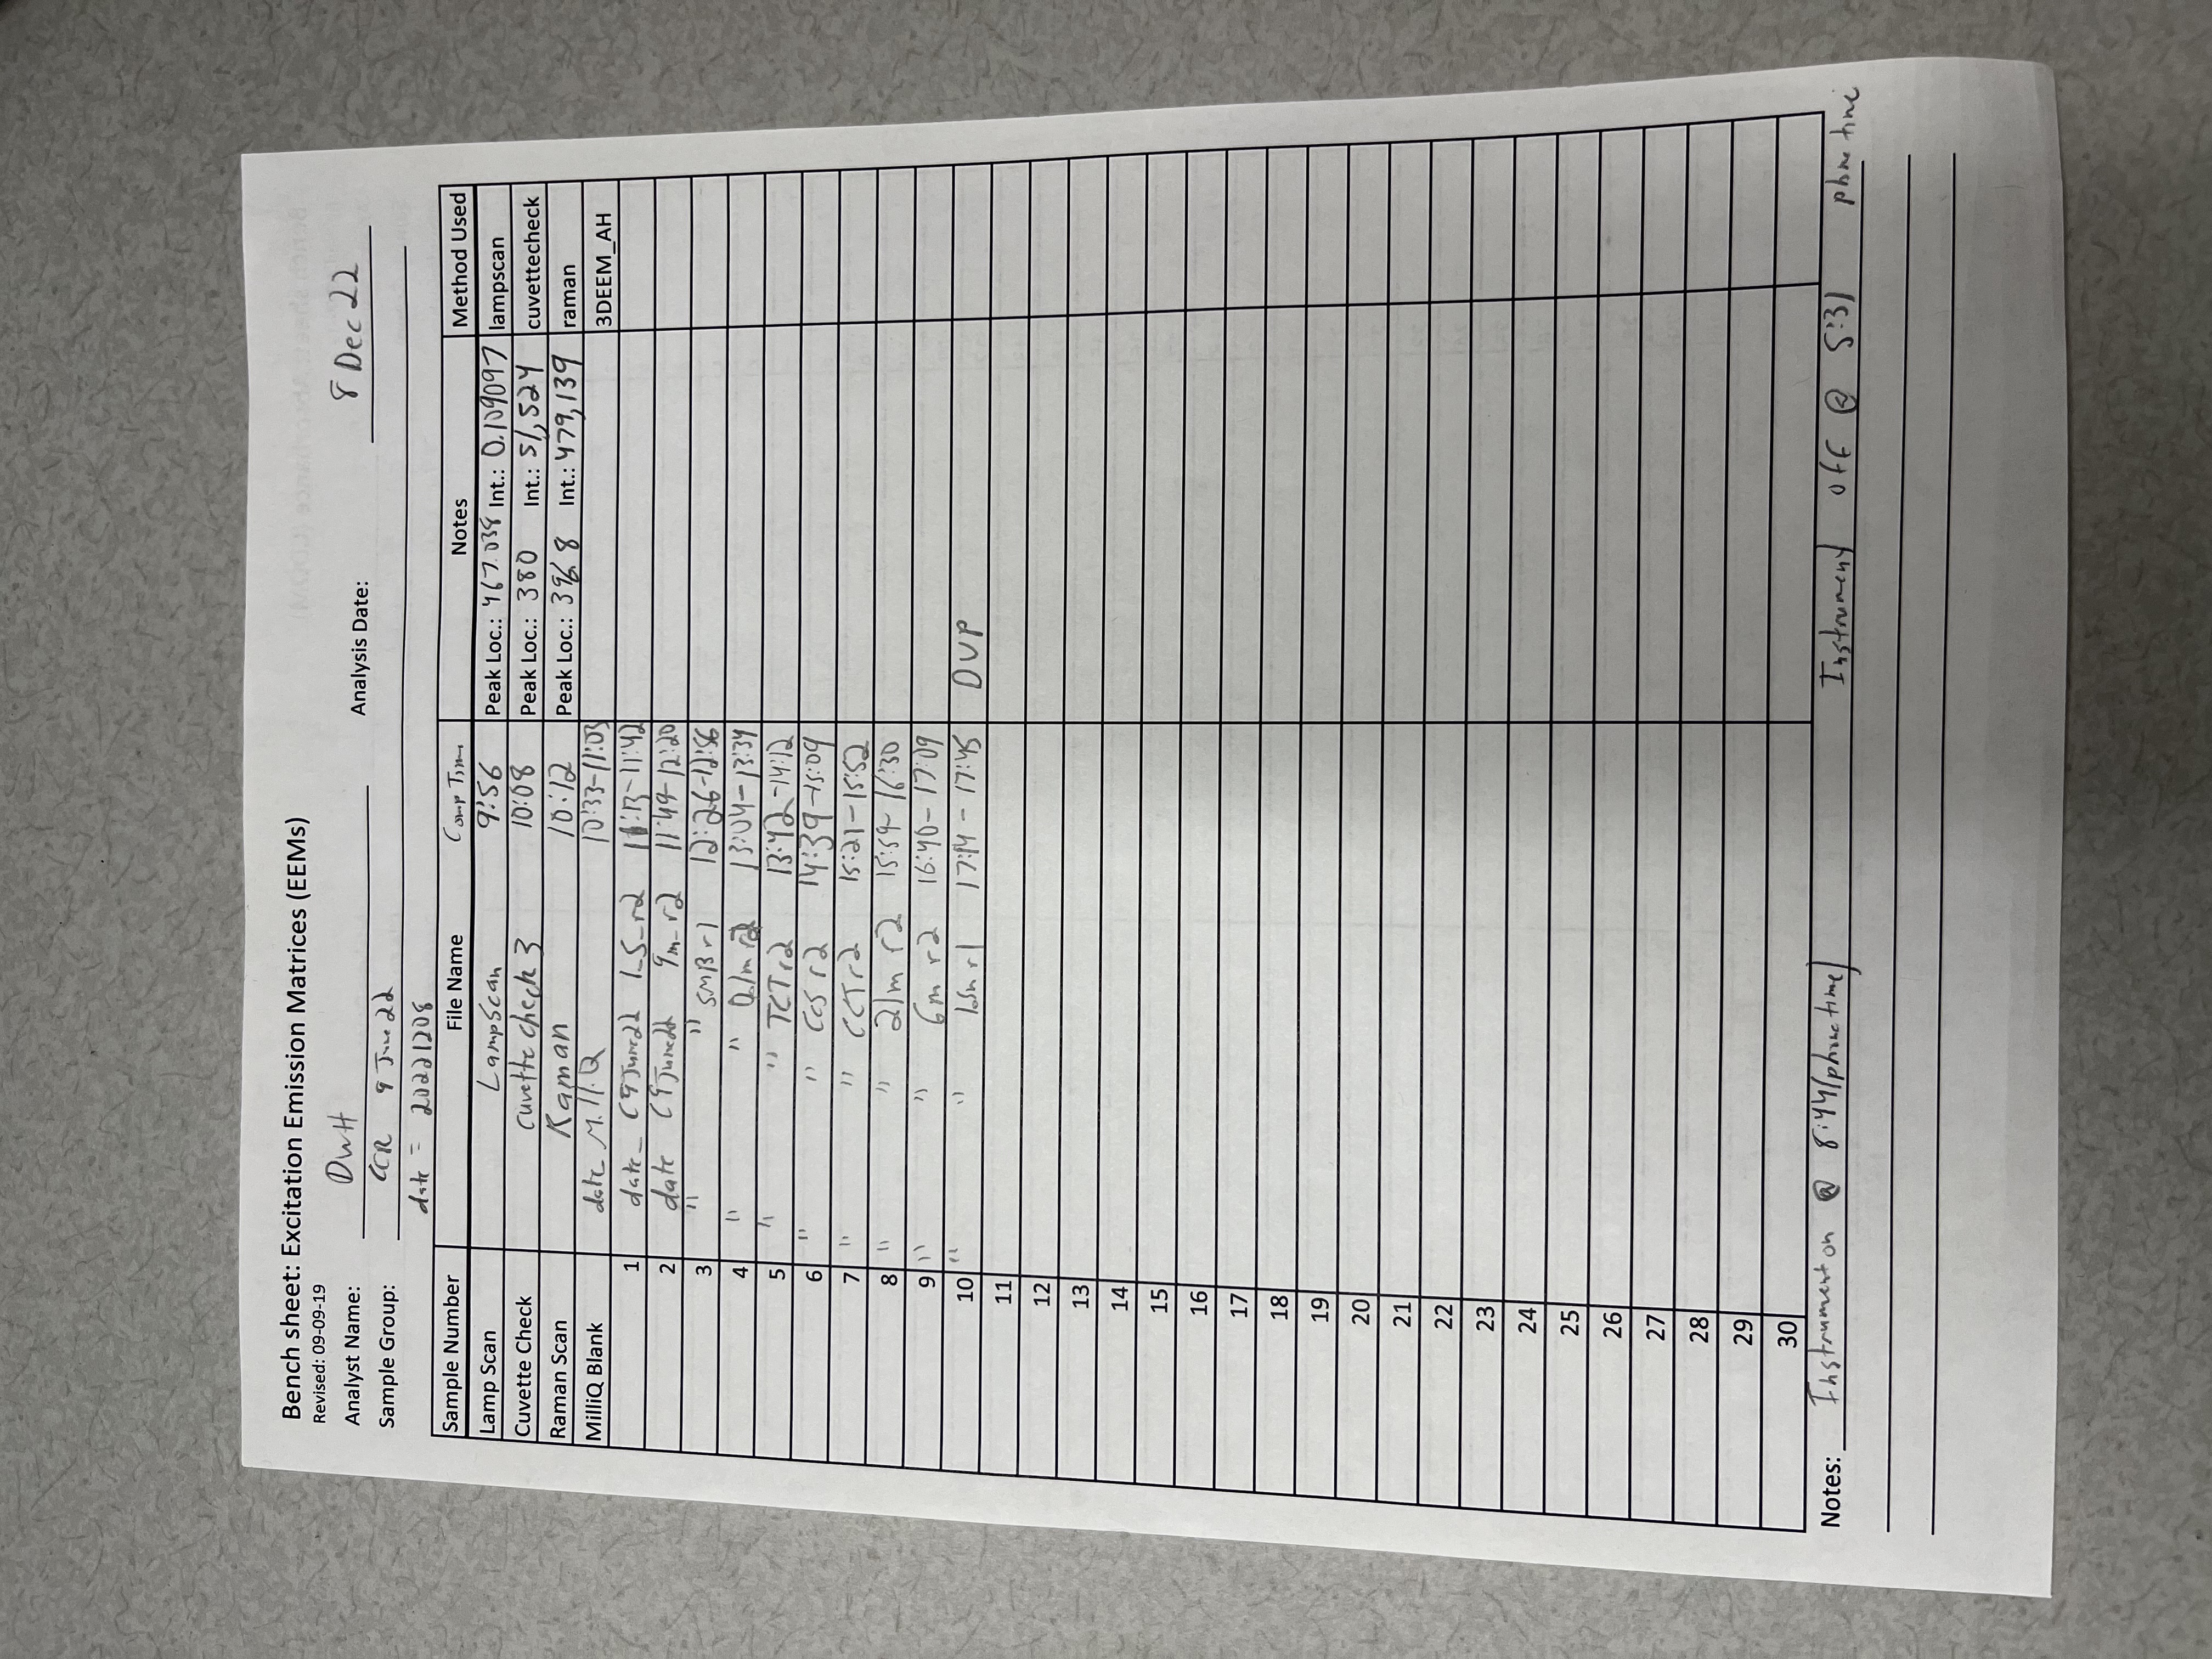 Bench sheet: Excitation Emission Matrices (EEMs)
Revised: 09-09-19
Analyst Name: DWH Analysis Date: 8 Dec 22
Sample Group: CCR 9 June 22
date = 20221208
Sample Number File Name Comp Time Notes Method Used
Lamp Scan LampScan 9:56 Peak Loc.: 467.038 Int.: 0.109097 lampscan
Cuvette Check cuvette check 3 10:08 Peak Loc.: 380 Int.: 51,524 cuvettecheck
Raman Scan Raman 10:12 Peak Loc.: 396.8 Int.: 479,139 raman
MilliQ Blank date MilliQ 10:33-11:03 3DEEM_AH
1 date_ C9June22 1_5_r2 11:13-11:42
2 date C9June22 9m_r2 11:49-12:20
3 " " SMB r1 12:26-12:56
4 " " 0.1m r2 13:04-13:34
5 " " TCT r2 13:42-14:12
6 " " CCS r2 14:39-15:09
7 " " CCT r2 15:21-15:52
8 " " 21m r2 15:59-16:30
9 " " 6m r2 16:40-17:09
10 " " r1 17:14-17:45 DUP
11
12
13
14
15
16
17
18
19
20
21
22
23
24
25
26
27
28
29
30
Notes: Instrument on @ 8:44(phone time) Instrument off @ 5:31 phone time